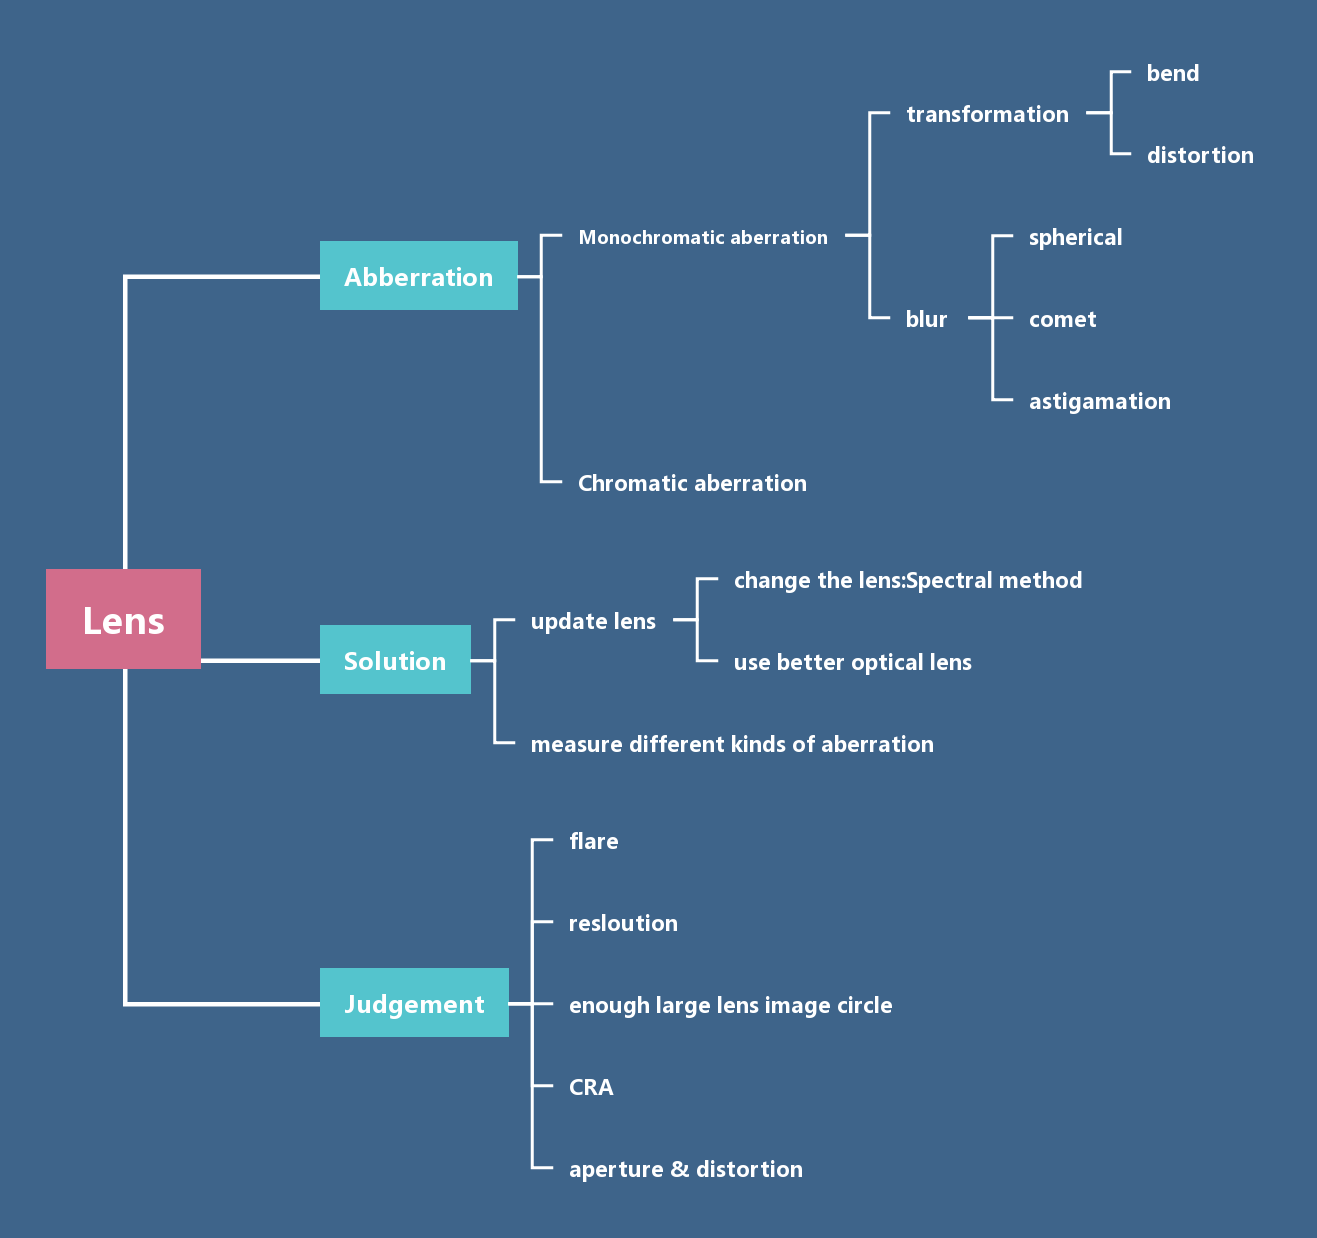 Lens
Abberration
Monochromatic aberration
transformation
bend
distortion
blur
spherical
comet
astigamation
Chromatic aberration
Solution
update lens
change the lens:Spectral method
use better optical lens
measure different kinds of aberration
Judgement
flare
resloution
enough large lens image circle
CRA
aperture & distortion